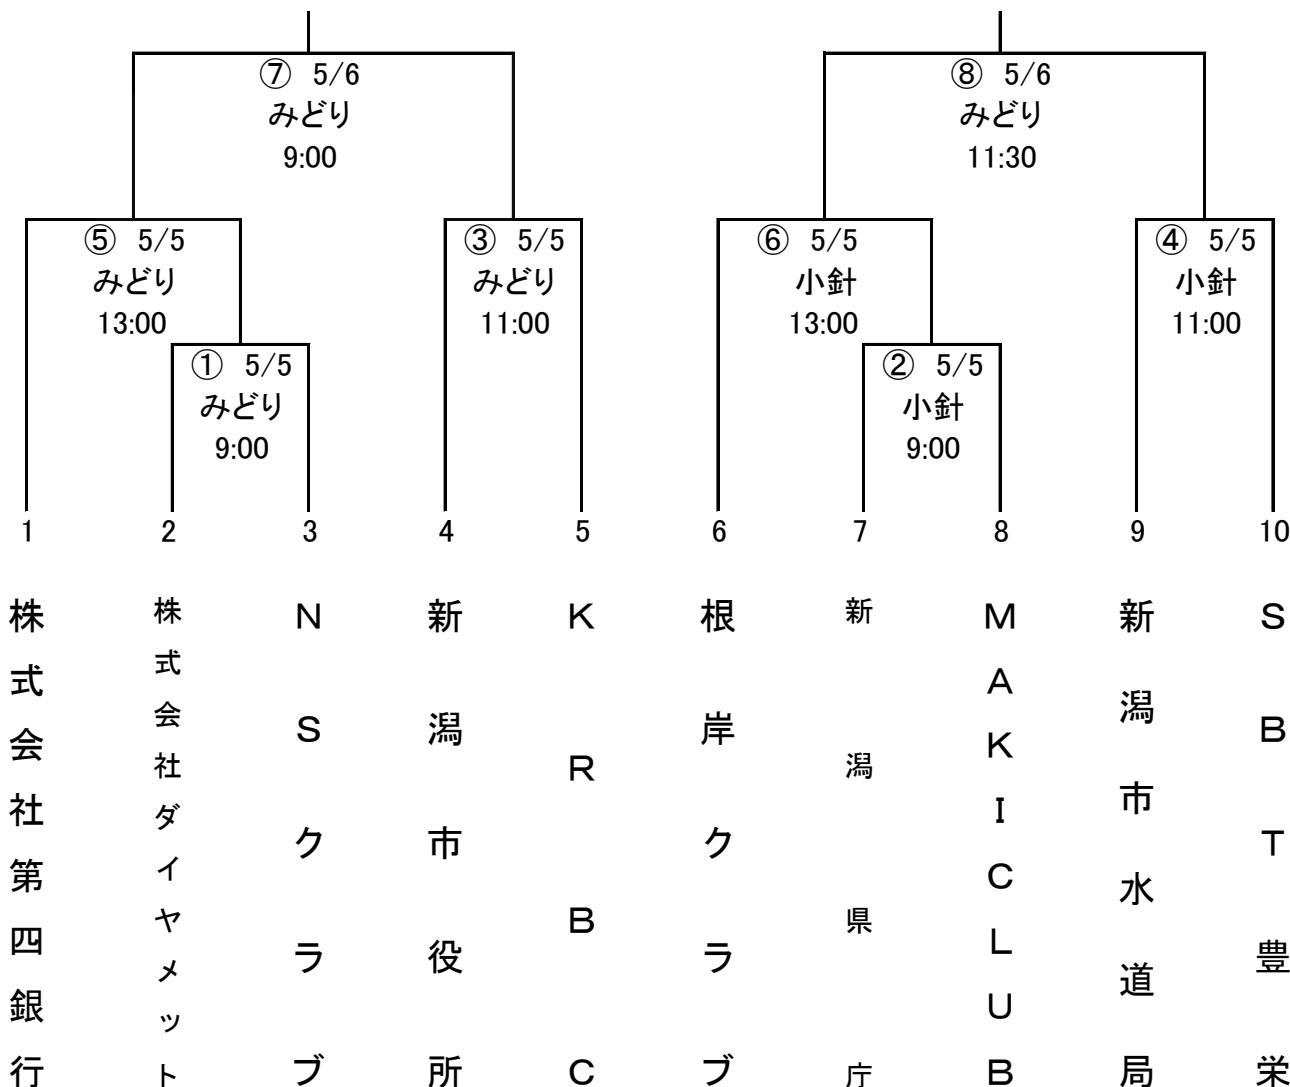 ⑦ 5/6
みどり
9:00
⑧ 5/6
みどり
11:30
⑤ 5/5
みどり
13:00
③ 5/5
みどり
11:00
⑥ 5/5
小針
13:00
④ 5/5
小針
11:00
① 5/5
みどり
9:00
② 5/5
小針
9:00
1 2 3 4 5 6 7 8 9 10
株式会社第四銀行
株式会社ダイヤメット
NSクラブ
新潟市役所
KRBC
根岸クラブ
新潟県庁
MAKICLUB
新潟市水道局
SBT豊栄